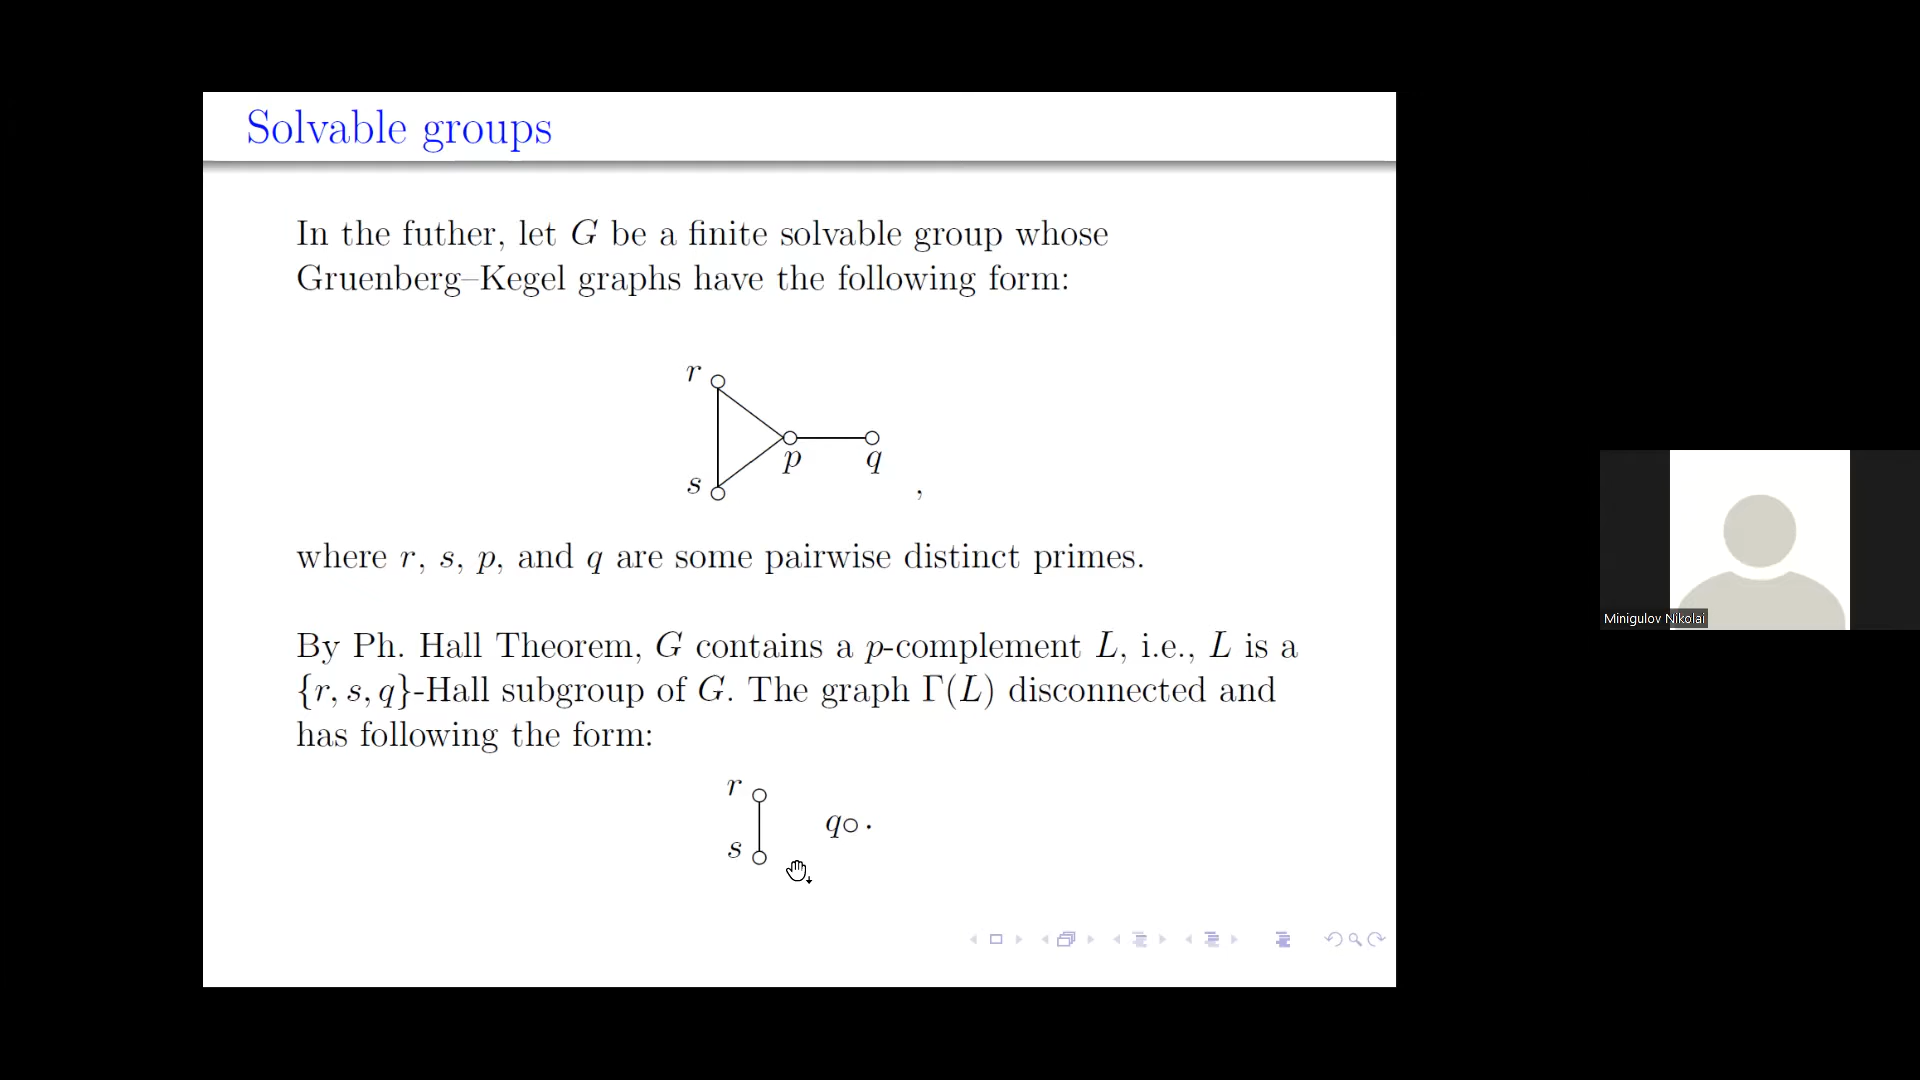 Solvable groups
In the futher, let G be a finite solvable group whose
Gruenberg–Kegel graphs have the following form:
r
s
p
q
,
where r, s, p, and q are some pairwise distinct primes.
By Ph. Hall Theorem, G contains a p-complement L, i.e., L is a
{r, s, q}-Hall subgroup of G. The graph Γ(L) disconnected and
has following the form:
r
s
q
.
Minigulov Nikolai